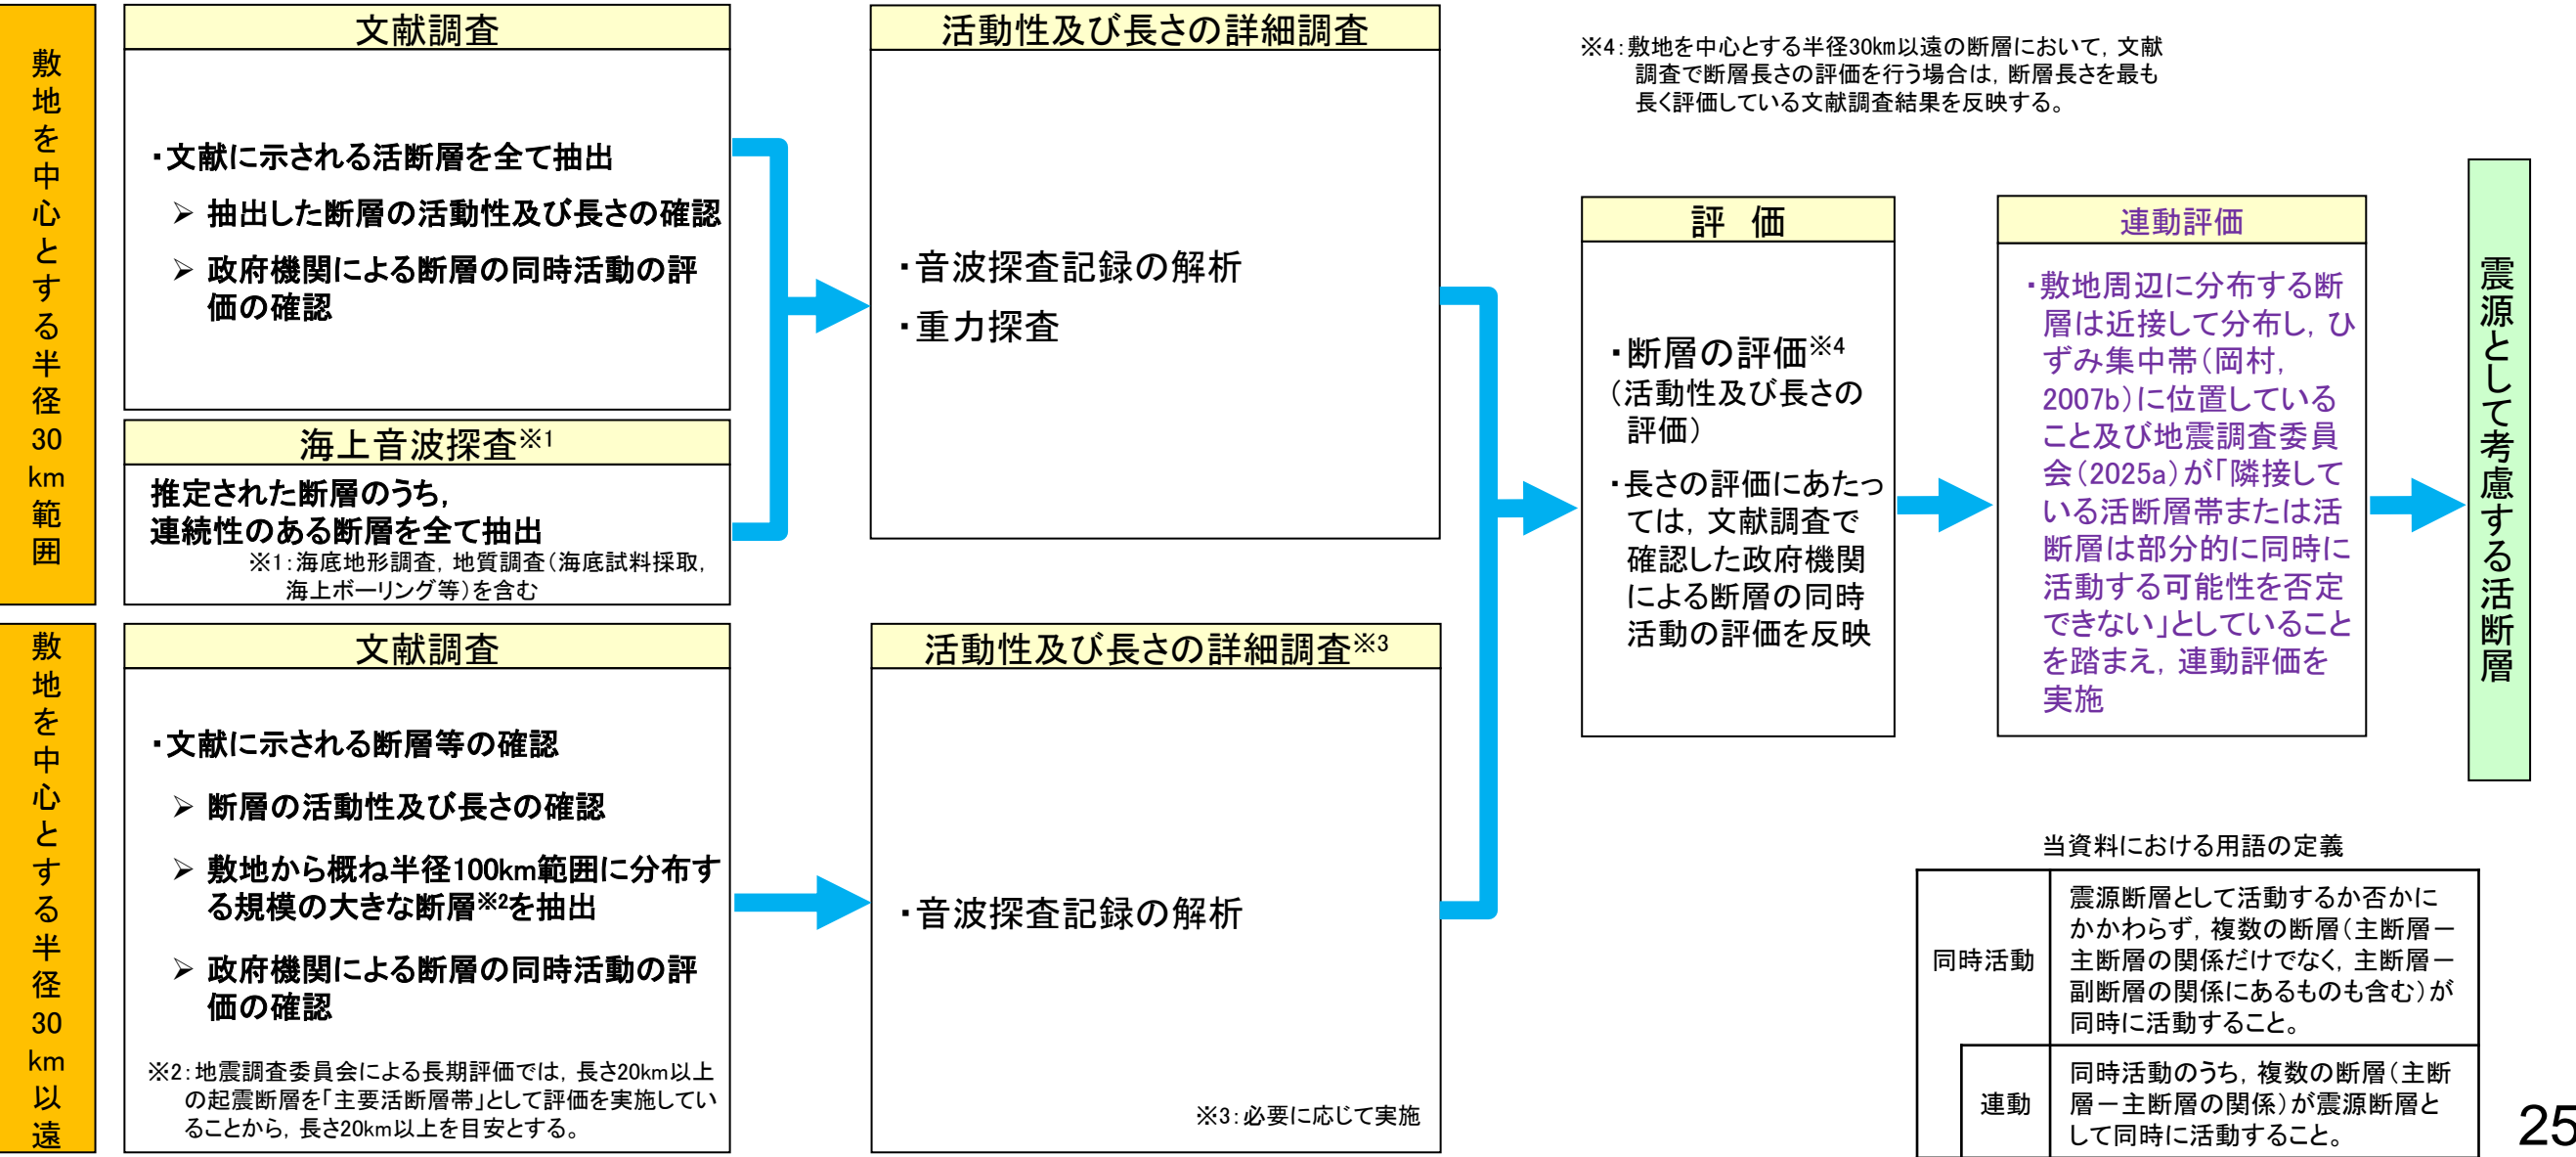 敷地を中心とする半径30km範囲
文献調査
・文献に示される活断層を全て抽出
➢ 抽出した断層の活動性及び長さの確認
➢ 政府機関による断層の同時活動の評
価の確認
海上音波探査※1
推定された断層のうち，
連続性のある断層を全て抽出
※1：海底地形調査，地質調査（海底試料採取，
海上ボーリング等）を含む
活動性及び長さの詳細調査
・音波探査記録の解析
・重力探査
敷地を中心とする半径30km以遠
文献調査
・文献に示される断層等の確認
➢ 断層の活動性及び長さの確認
➢ 敷地から概ね半径100km範囲に分布す
る規模の大きな断層※2を抽出
➢ 政府機関による断層の同時活動の評
価の確認
※2：地震調査委員会による長期評価では，長さ20km以上
の起震断層を「主要活断層帯」として評価を実施してい
ることから，長さ20km以上を目安とする。
活動性及び長さの詳細調査※3
・音波探査記録の解析
※3：必要に応じて実施
※4：敷地を中心とする半径30km以遠の断層において，文献
調査で断層長さの評価を行う場合は，断層長さを最も
長く評価している文献調査結果を反映する。
評 価
・断層の評価※4
（活動性及び長さの
評価）
・長さの評価にあたっ
ては，文献調査で
確認した政府機関
による断層の同時
活動の評価を反映
連動評価
・敷地周辺に分布する断
層は近接して分布し，ひ
ずみ集中帯（岡村，
2007b）に位置している
こと及び地震調査委員
会（2025a）が「隣接して
いる活断層帯または活
断層は部分的に同時に
活動する可能性を否定
できない」としていること
を踏まえ，連動評価を
実施
震源として考慮する活断層
当資料における用語の定義
同時活動
震源断層として活動するか否かに
かかわらず，複数の断層（主断層－
主断層の関係だけでなく，主断層－
副断層の関係にあるものも含む）が
同時に活動すること。
連動
同時活動のうち，複数の断層（主断
層－主断層の関係）が震源断層と
して同時に活動すること。
25